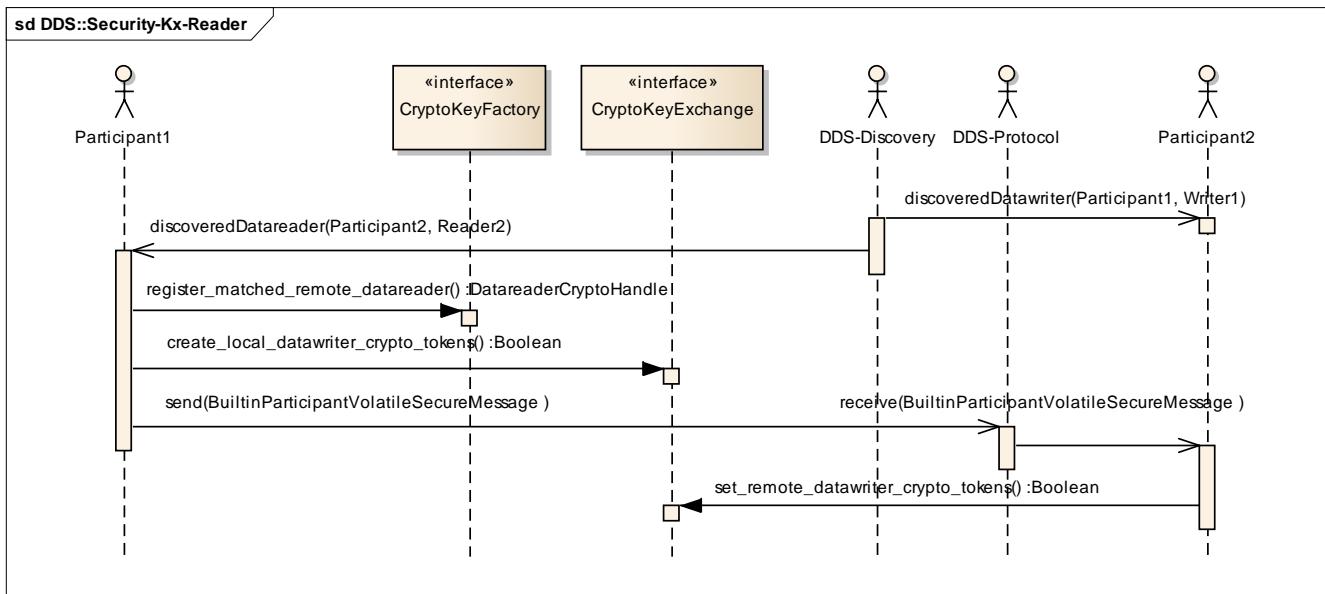 sd DDS::Security-Kx-Reader
«interface»
CryptoKeyFactory
«interface»
CryptoKeyExchange
Participant1
DDS-Discovery
DDS-Protocol
Participant2
discoveredDatawriter(Participant1, Writer1)
discoveredDatareader(Participant2, Reader2)
register_matched_remote_datareader() :DatareaderCryptoHandle
create_local_datawriter_crypto_tokens() :Boolean
send(BuiltinParticipantVolatileSecureMessage )
receive(BuiltinParticipantVolatileSecureMessage )
set_remote_datawriter_crypto_tokens() :Boolean